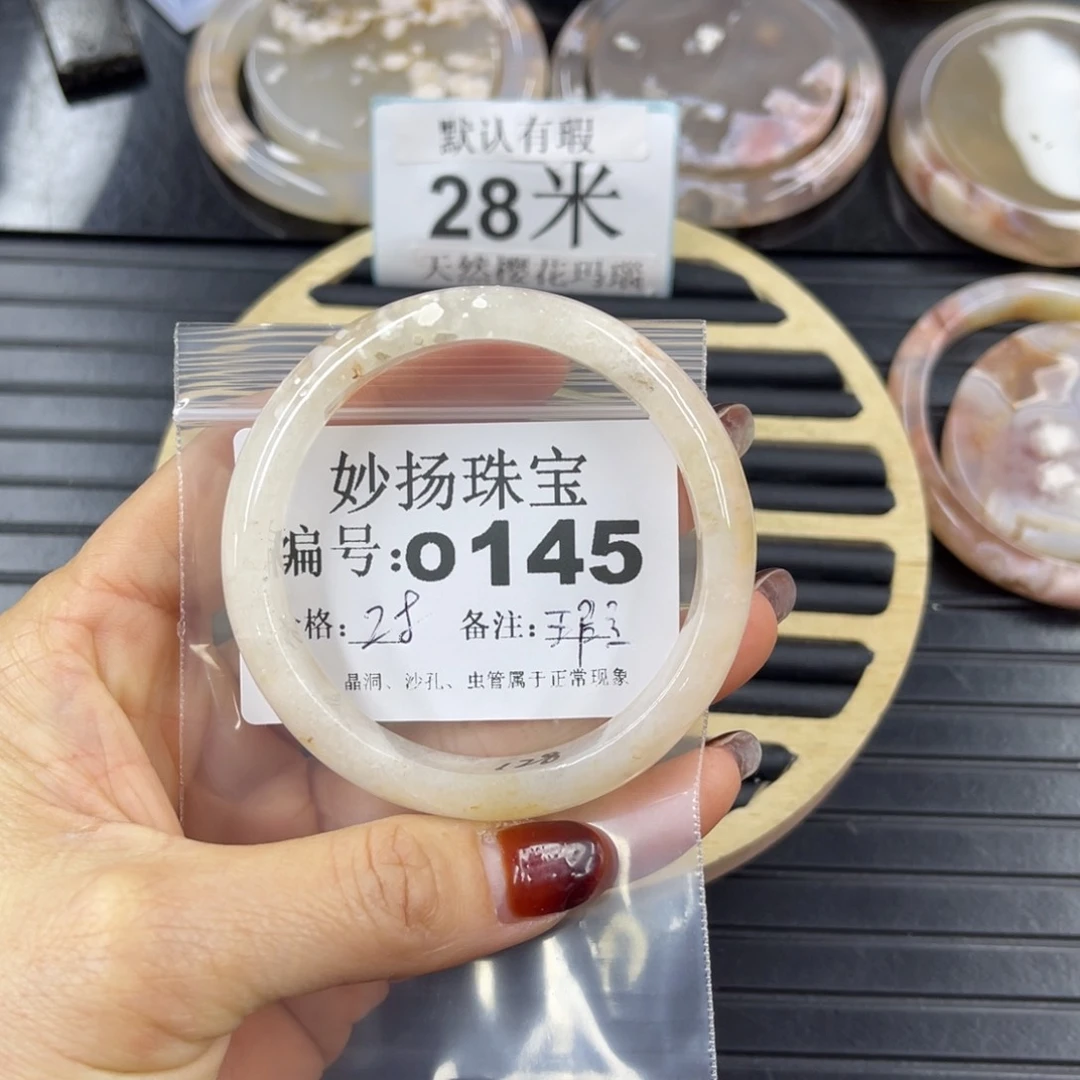 默认有瑕
28米
天然樱花玛瑙
妙扬珠宝
编号:0145
格:28 备注:
晶洞、沙孔、虫管属于正常现象